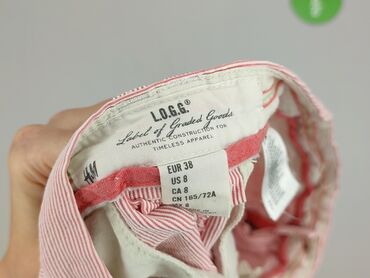 L.O.G.G.®
Label of Graded Goods
AUTHENTIC CONSTRUCTION FOR
TIMELESS APPAREL
EUR 38
US 8
CA 8
CN 165/72A